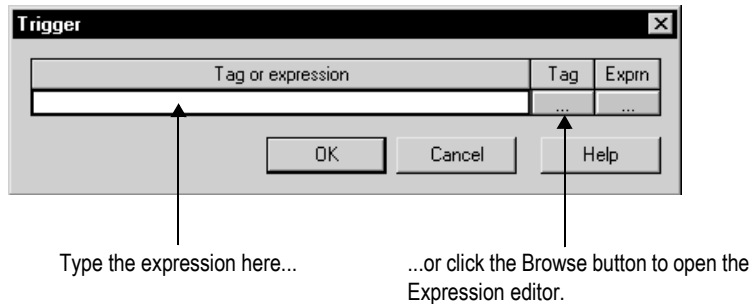 Trigger
Tag or expression Tag Exprn
... ...
OK Cancel Help
Type the expression here...
...or click the Browse button to open the
Expression editor.